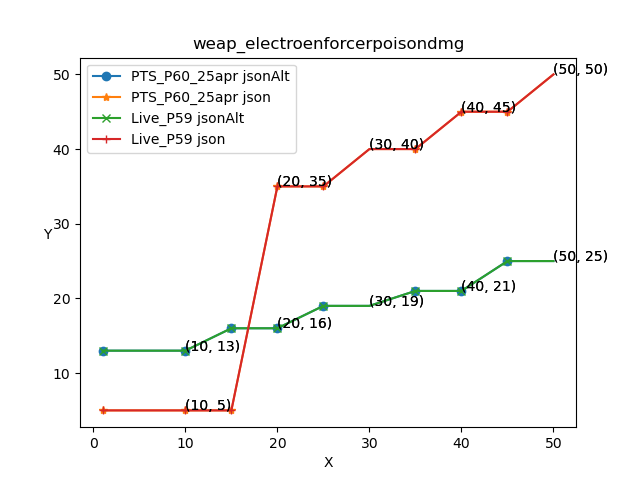 weap_electroenforcerpoisondmg
PTS_P60_25apr jsonAlt
PTS_P60_25apr json
Live_P59 jsonAlt
Live_P59 json
(50, 50)
(40, 45)
(30, 40)
(20, 35)
(50, 25)
(40, 21)
(30, 19)
(20, 16)
(10, 13)
(10, 5)
50
40
30
20
10
Y
0 10 20 30 40 50
X